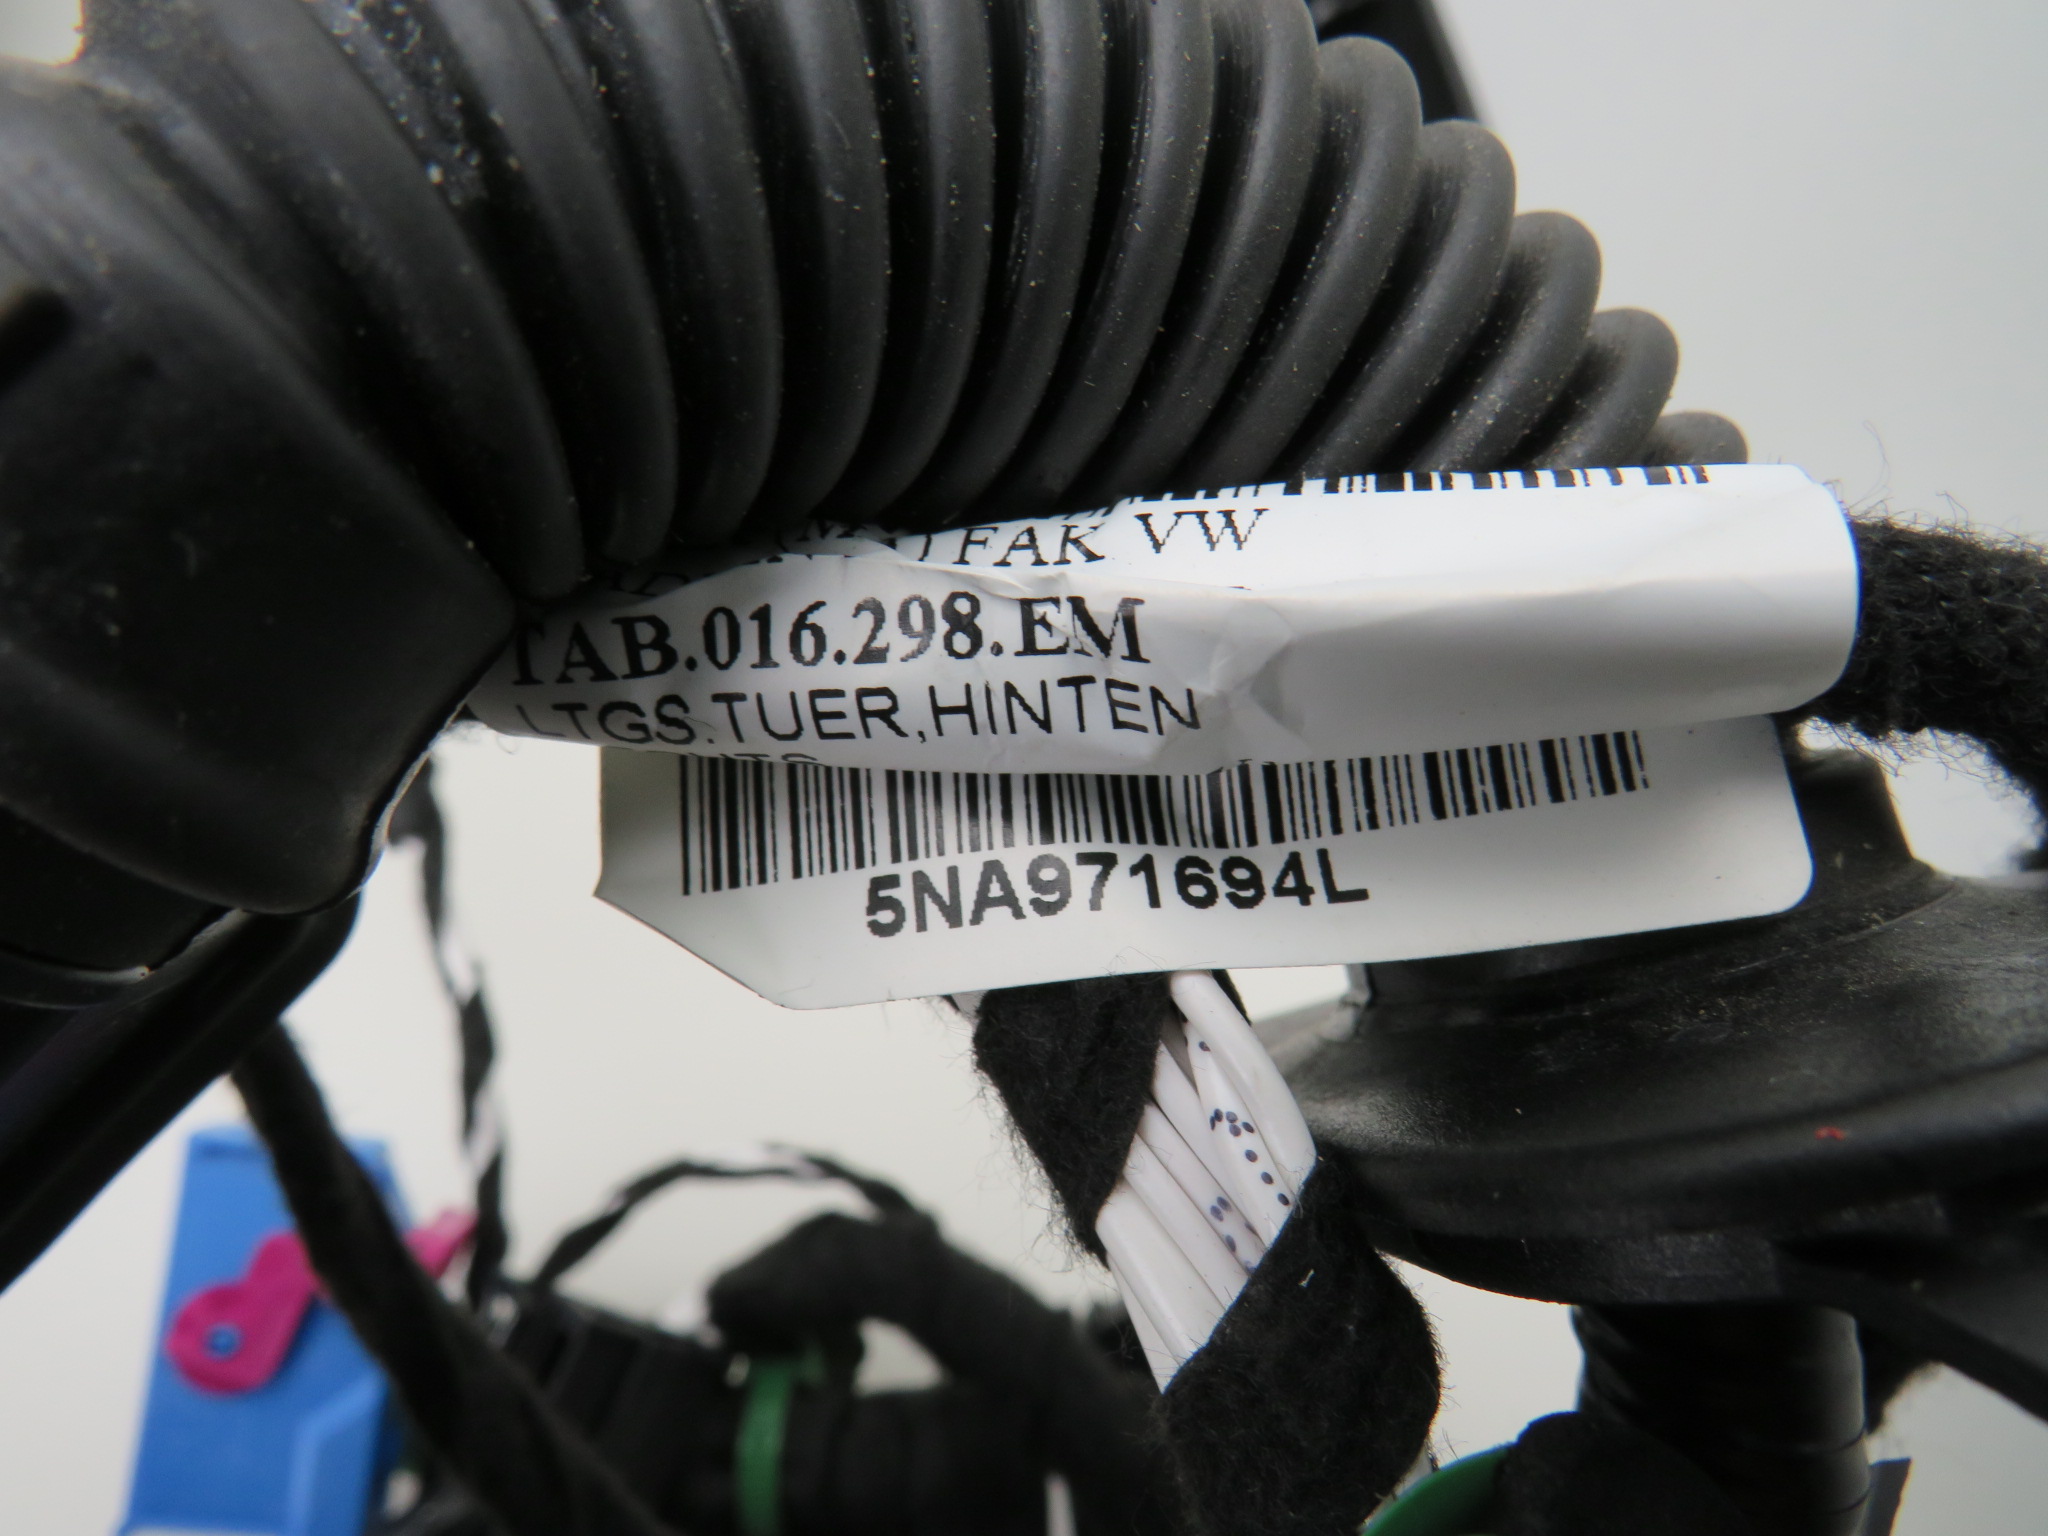 FAK VW
TAB.016.298.EM
LTGS.TUER,HINTEN
5NA971694L